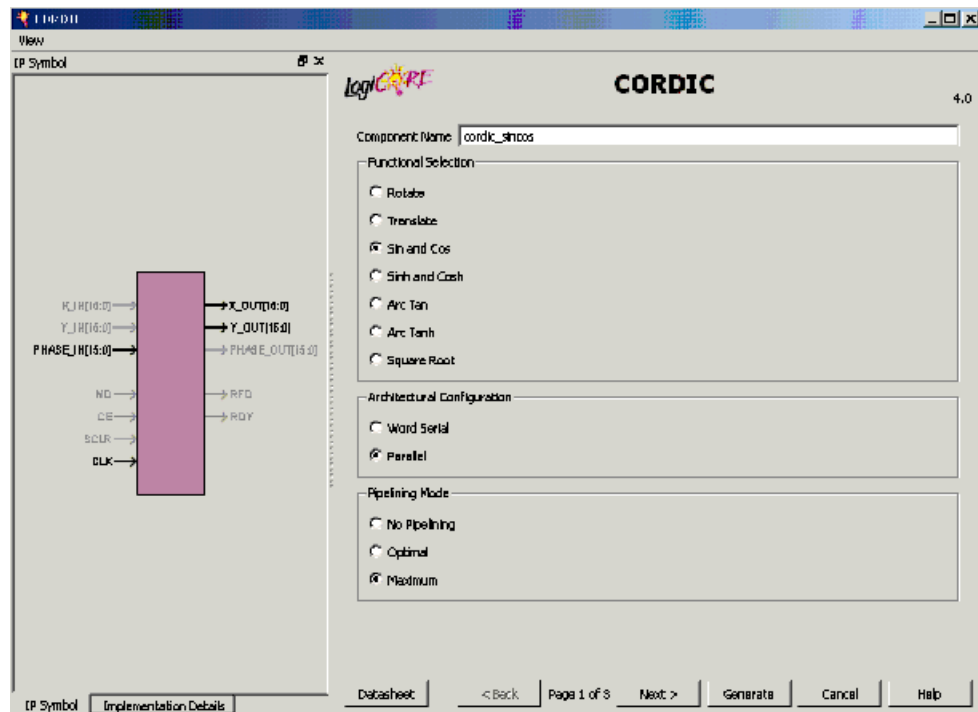 CORDIC
View
IP Symbol
LogiCORE
CORDIC
4.0
Component Name cordic_sincos
Functional Selection
Rotate
Translate
Sin and Cos
Sinh and Cosh
Arc Tan
Arc Tanh
Square Root
Architectural Configuration
Word Serial
Parallel
Pipelining Mode
No Pipelining
Optimal
Maximum
X_IN[16:0]
Y_IN[16:0]
PHASE_IN[15:0]
ND
CE
SCLR
CLK
X_OUT[16:0]
Y_OUT[16:0]
PHASE_OUT[15:0]
RFD
RDY
IP Symbol
Implementation Details
Datasheet
< Back
Page 1 of 3
Next >
Generate
Cancel
Help